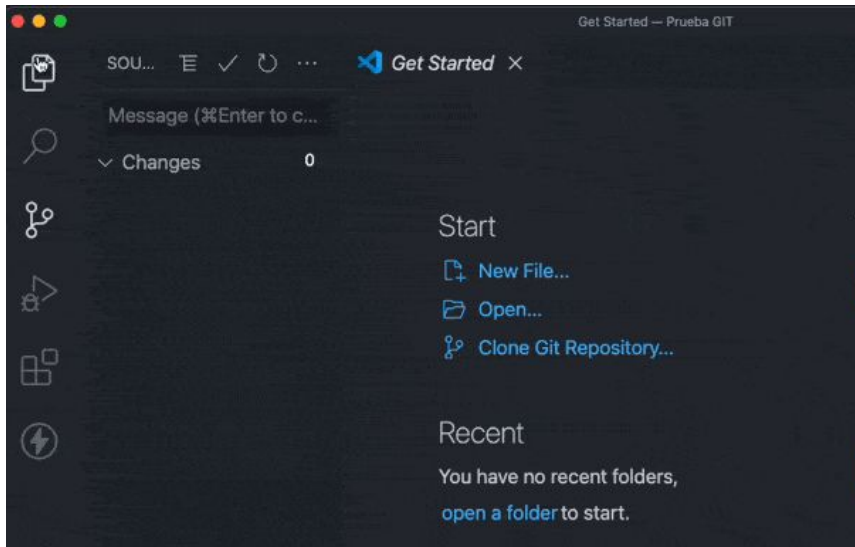 Get Started — Prueba GIT
SOU...
Get Started
Message (⌘Enter to c...
Changes 0
Start
New File...
Open...
Clone Git Repository...
Recent
You have no recent folders,
open a folder to start.